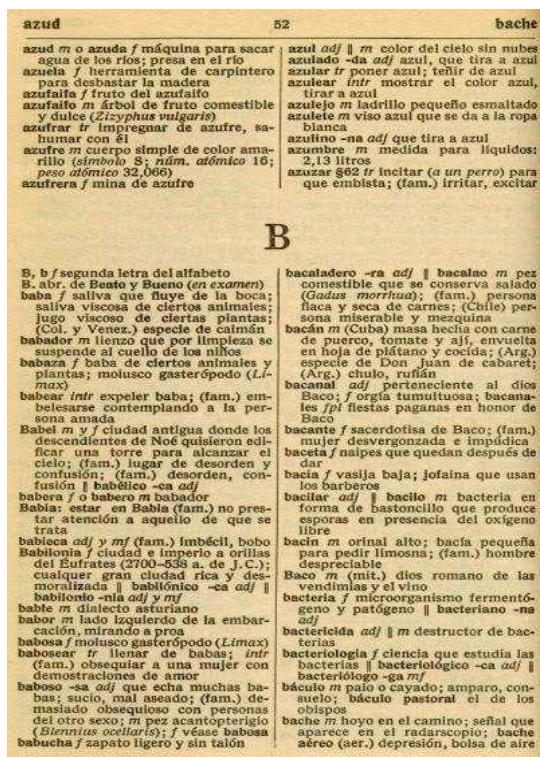 azud 52 bache
azud m o azuda f máquina para sacar
agua de los ríos; presa en el río
azuela f herramienta de carpintero
para desbastar la madera
azufaifa f fruto del azufaifo
azufaifo m árbol de fruto comestible
y dulce (Zizyphus vulgaris)
azufrar tr impregnar de azufre, sa-
humar con él
azufre m cuerpo simple de color ama-
rillo (símbolo S; núm. atómico 16;
peso atómico 32,066)
azufrera f mina de azufre
azul adj || m color del cielo sin nubes
azulado -da adj azul, que tira a azul
azular tr poner azul; teñir de azul
azulear intr mostrar el color azul,
tirar a azul
azulejo m ladrillo pequeño esmaltado
azulete m viso azul que se da a la ropa
blanca
azulino -na adj que tira a azul
azumbre m medida para líquidos:
2,13 litros
azuzar §62 tr incitar (a un perro) para
que embista; (fam.) irritar, excitar
B
B, b f segunda letra del alfabeto
B. abr. de Beato y Bueno (en examen)
baba f saliva que fluye de la boca;
saliva viscosa de ciertos animales;
jugo viscoso de ciertas plantas;
(Col. y Venez.) especie de caimán
babador m lienzo que por limpieza se
suspende al cuello de los niños
babaza f baba de ciertos animales y
plantas; molusco gasterópodo (Li-
max)
babear intr expeler baba; (fam.) em-
belesarse contemplando a la per-
sona amada
Babel m y f ciudad antigua donde los
descendientes de Noé quisieron edi-
ficar una torre para alcanzar el
cielo; (fam.) lugar de desorden y
confusión; (fam.) desorden, con-
fusión || babélico -ca adj
babera f o babero m babador
Babia: estar en Babia (fam.) no pres-
tar atención a aquello de que se
trata
babieca adj y mf (fam.) imbécil, bobo
Babilonia f ciudad e imperio a orillas
del Éufrates (2700–538 a. de J.C.);
cualquier gran ciudad rica y des-
moralizada || babilónico -ca adj ||
babilonio -nia adj y mf
bable m dialecto asturiano
babor m lado izquierdo de la embar-
cación, mirando a proa
babosa f molusco gasterópodo (Limax)
babosear tr llenar de babas; intr
(fam.) obsequiar a una mujer con
demostraciones de amor
baboso -sa adj que echa muchas ba-
bas; sucio, mal aseado; (fam.) de-
masiado obsequioso con personas
del otro sexo; m pez acantopterigio
(Blennius ocellaris); f véase babosa
babucha f zapato ligero y sin talón
bacaladero -ra adj || bacalao m pez
comestible que se conserva salado
(Gadus morrhua); (fam.) persona
flaca y seca de carnes; (Chile) per-
sona miserable y mezquina
bacán m (Cuba) masa hecha con carne
de puerco, tomate y ají, envuelta
en hoja de plátano y cocida; (Arg.)
especie de Don Juan de cabaret;
(Arg.) chulo, rufián
bacanal adj perteneciente al dios
Baco; f orgía tumultuosa; bacana-
les fpl fiestas paganas en honor de
Baco
bacante f sacerdotisa de Baco; (fam.)
mujer desvergonzada e impúdica
baceta f naipes que quedan después de
dar
bacía f vasija baja; jofaina que usan
los barberos
bacilar adj || bacilo m bacteria en
forma de bastoncillo que produce
esporas en presencia del oxígeno
libre
bacín m orinal alto; bacía pequeña
para pedir limosna; (fam.) hombre
despreciable
Baco m (mit.) dios romano de las
vendimias y el vino
bacteria f microorganismo fermentó-
geno y patógeno || bacteriano -na
adj
bactericida adj || m destructor de bac-
terias
bacteriología f ciencia que estudia las
bacterias || bacteriológico -ca adj ||
bacteriólogo -ga mf
báculo m palo o cayado; amparo, con-
suelo; báculo pastoral el de los
obispos
bache m hoyo en el camino; señal que
aparece en el radarscopio; bache
aéreo (aer.) depresión, bolsa de aire